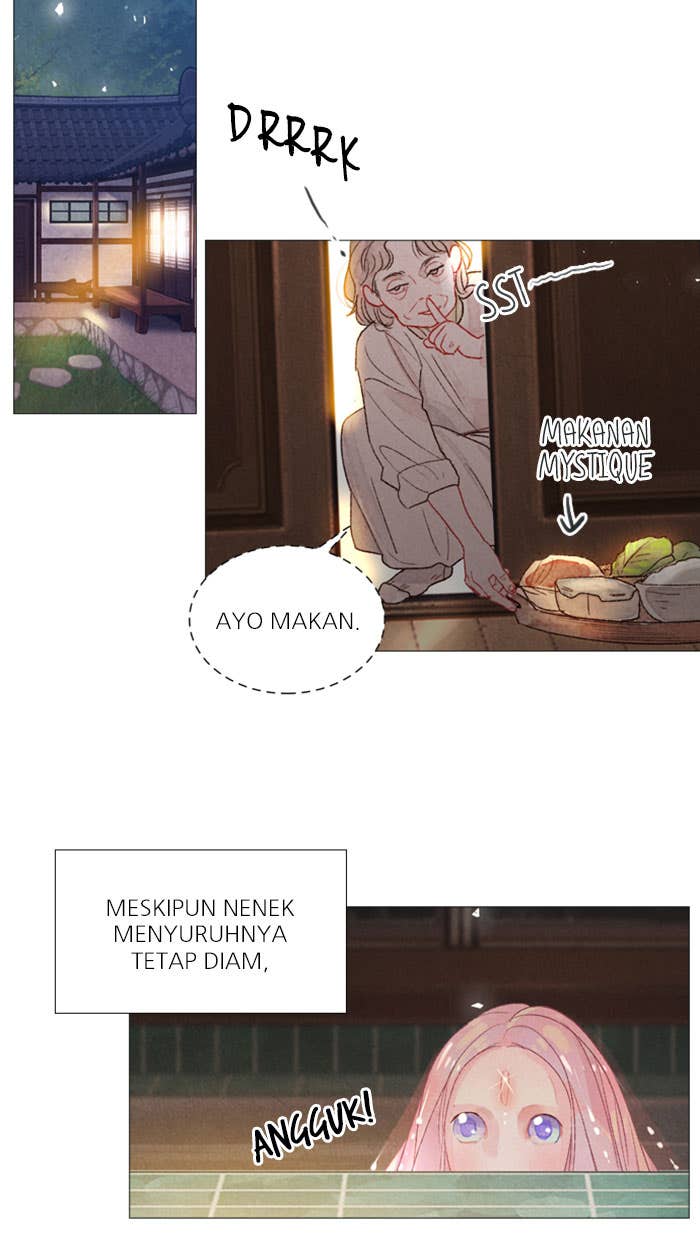 DRRRK
SST
MAKANAN
MYSTIQUE
AYO MAKAN.
MESKIPUN NENEK
MENYURUHNYA
TETAP DIAM,
ANGGUK!